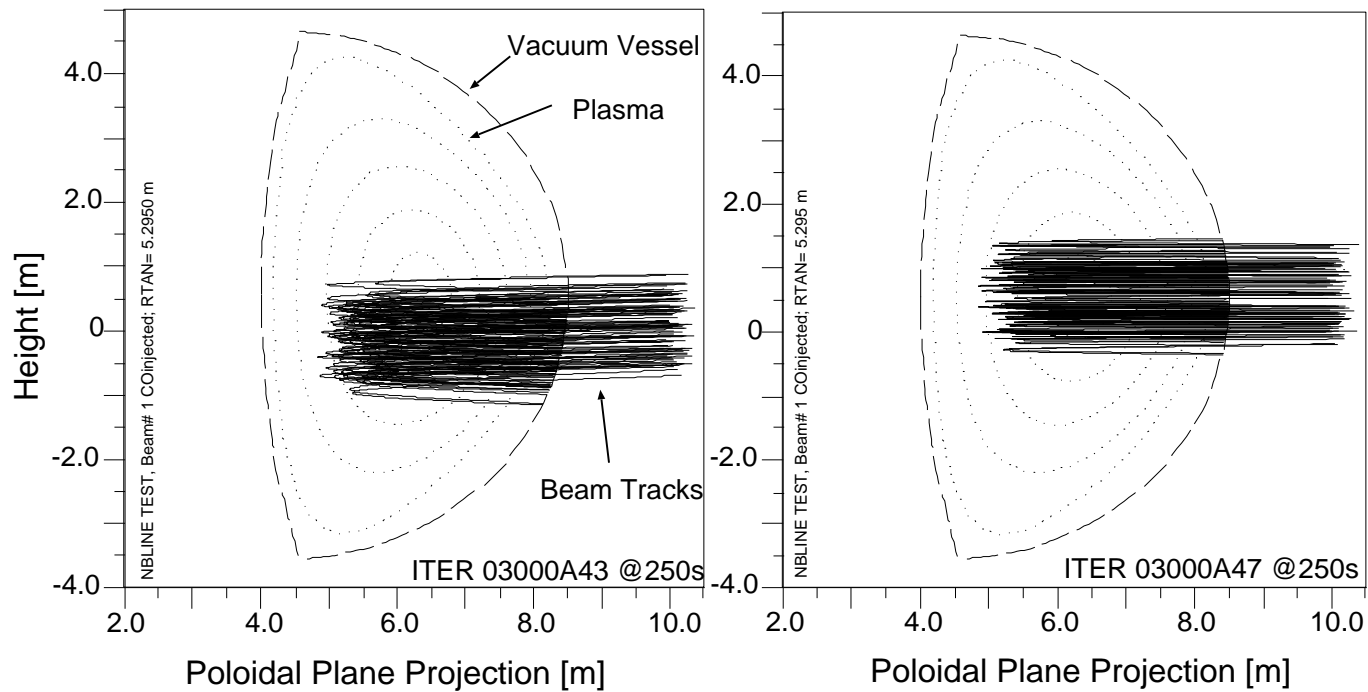 Vacuum Vessel
Plasma
Beam Tracks
ITER 03000A43 @250s
NBLINE TEST, Beam# 1 COinjected; RTAN= 5.2950 m
Height [m]
4.0
2.0
0
-2.0
-4.0
2.0 4.0 6.0 8.0 10.0
Poloidal Plane Projection [m]
4.0
2.0
0
-2.0
-4.0
NBLINE TEST, Beam# 1 COinjected; RTAN= 5.295 m
ITER 03000A47 @250s
2.0 4.0 6.0 8.0 10.0
Poloidal Plane Projection [m]